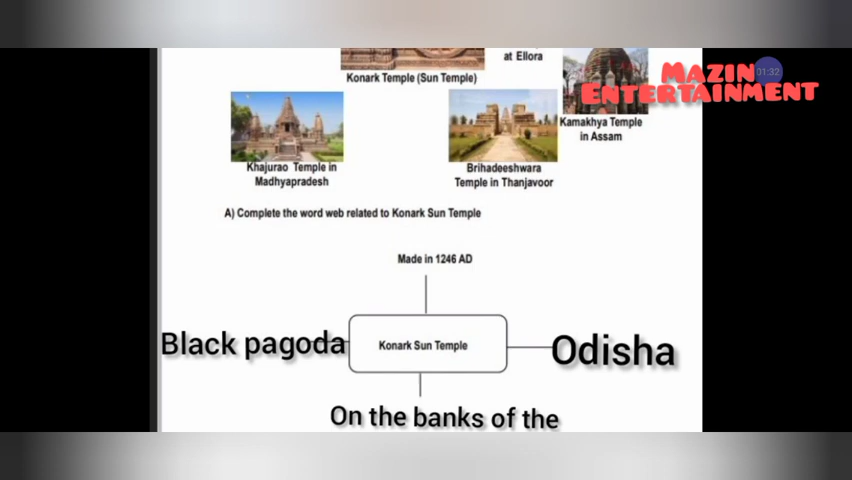 at Ellora
Konark Temple (Sun Temple)
MAZIN
01:32
ENTERTAINMENT
Kamakhya Temple
in Assam
Khajurao Temple in
Madhyapradesh
Brihadeeshwara
Temple in Thanjavoor
A) Complete the word web related to Konark Sun Temple
Made in 1246 AD
Black pagoda
Konark Sun Temple
Odisha
On the banks of the